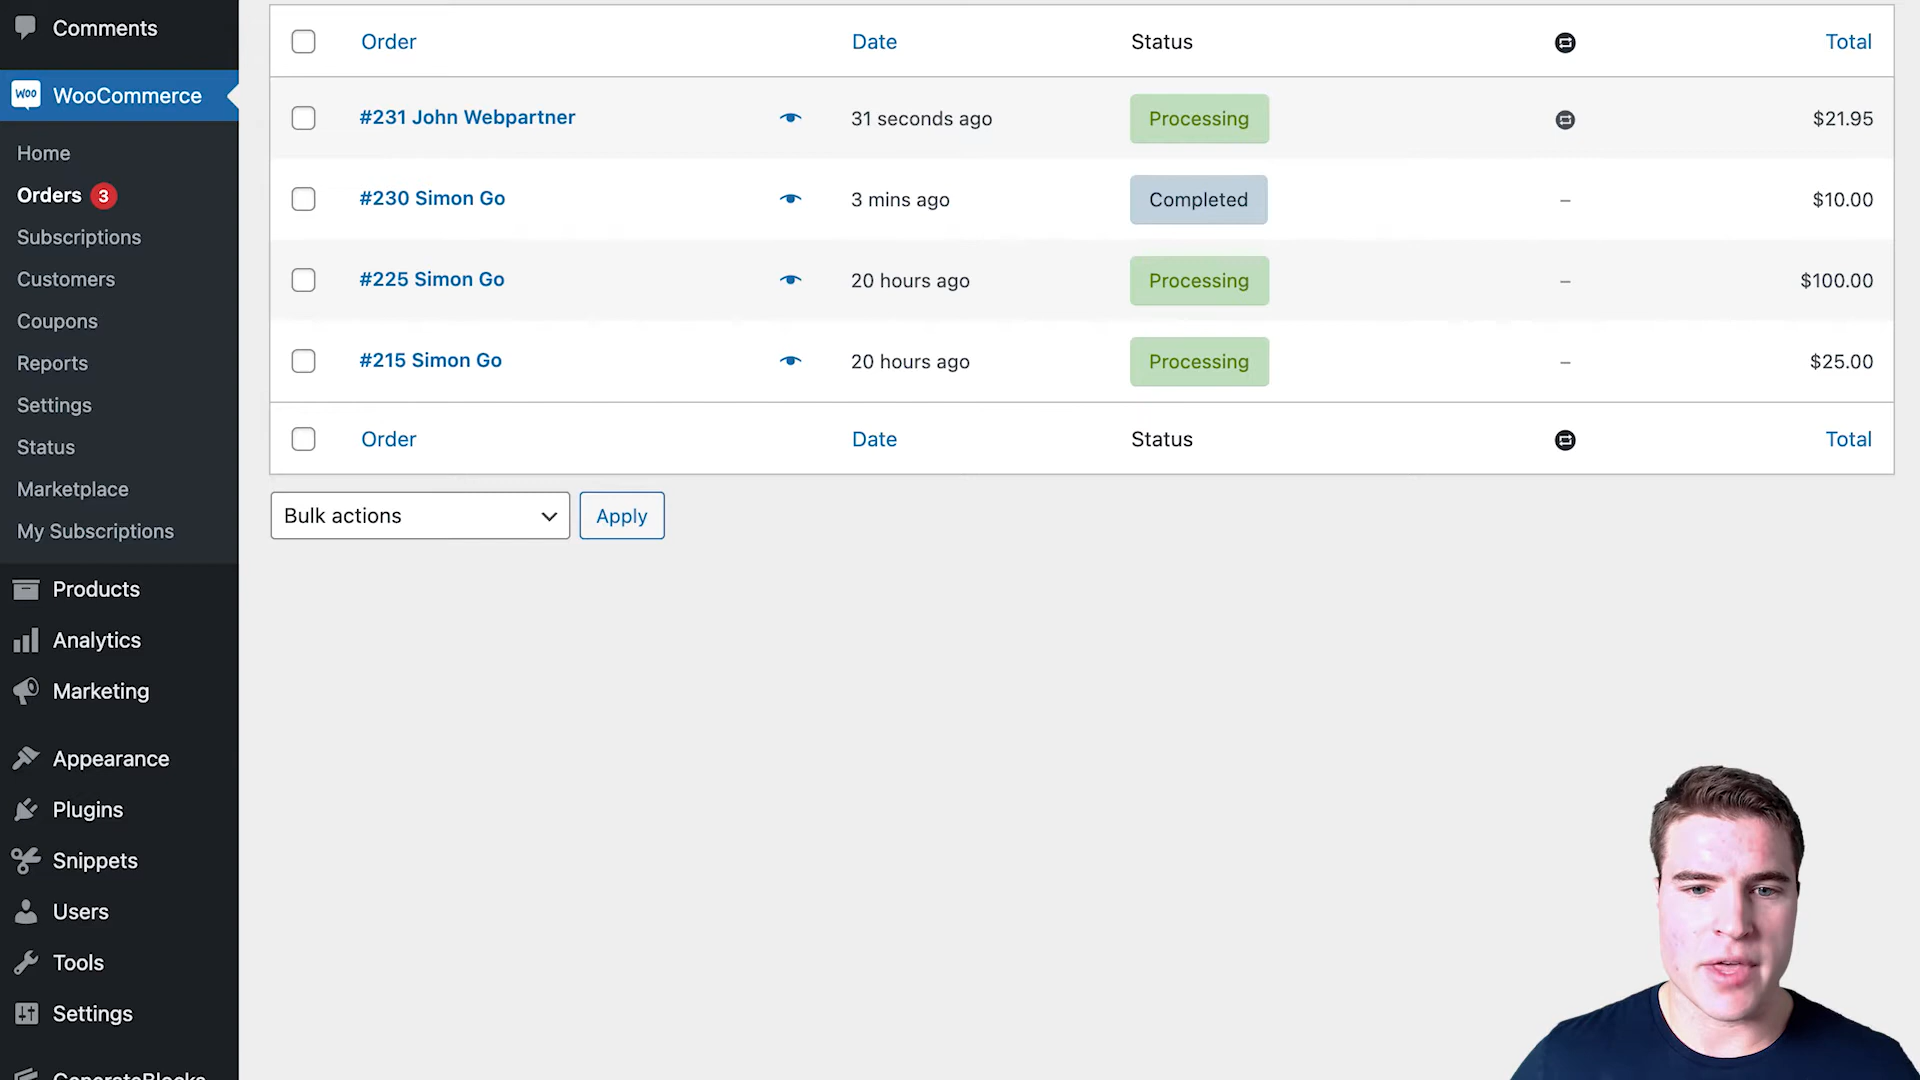 Comments
WOO WooCommerce
Home
Orders 3
Subscriptions
Customers
Coupons
Reports
Settings
Status
Marketplace
My Subscriptions
Products
Analytics
Marketing
Appearance
Plugins
Snippets
Users
Tools
Settings
GenerateBlocks
Order Date Status Total
#231 John Webpartner 31 seconds ago Processing $21.95
#230 Simon Go 3 mins ago Completed – $10.00
#225 Simon Go 20 hours ago Processing – $100.00
#215 Simon Go 20 hours ago Processing – $25.00
Order Date Status Total
Bulk actions Apply